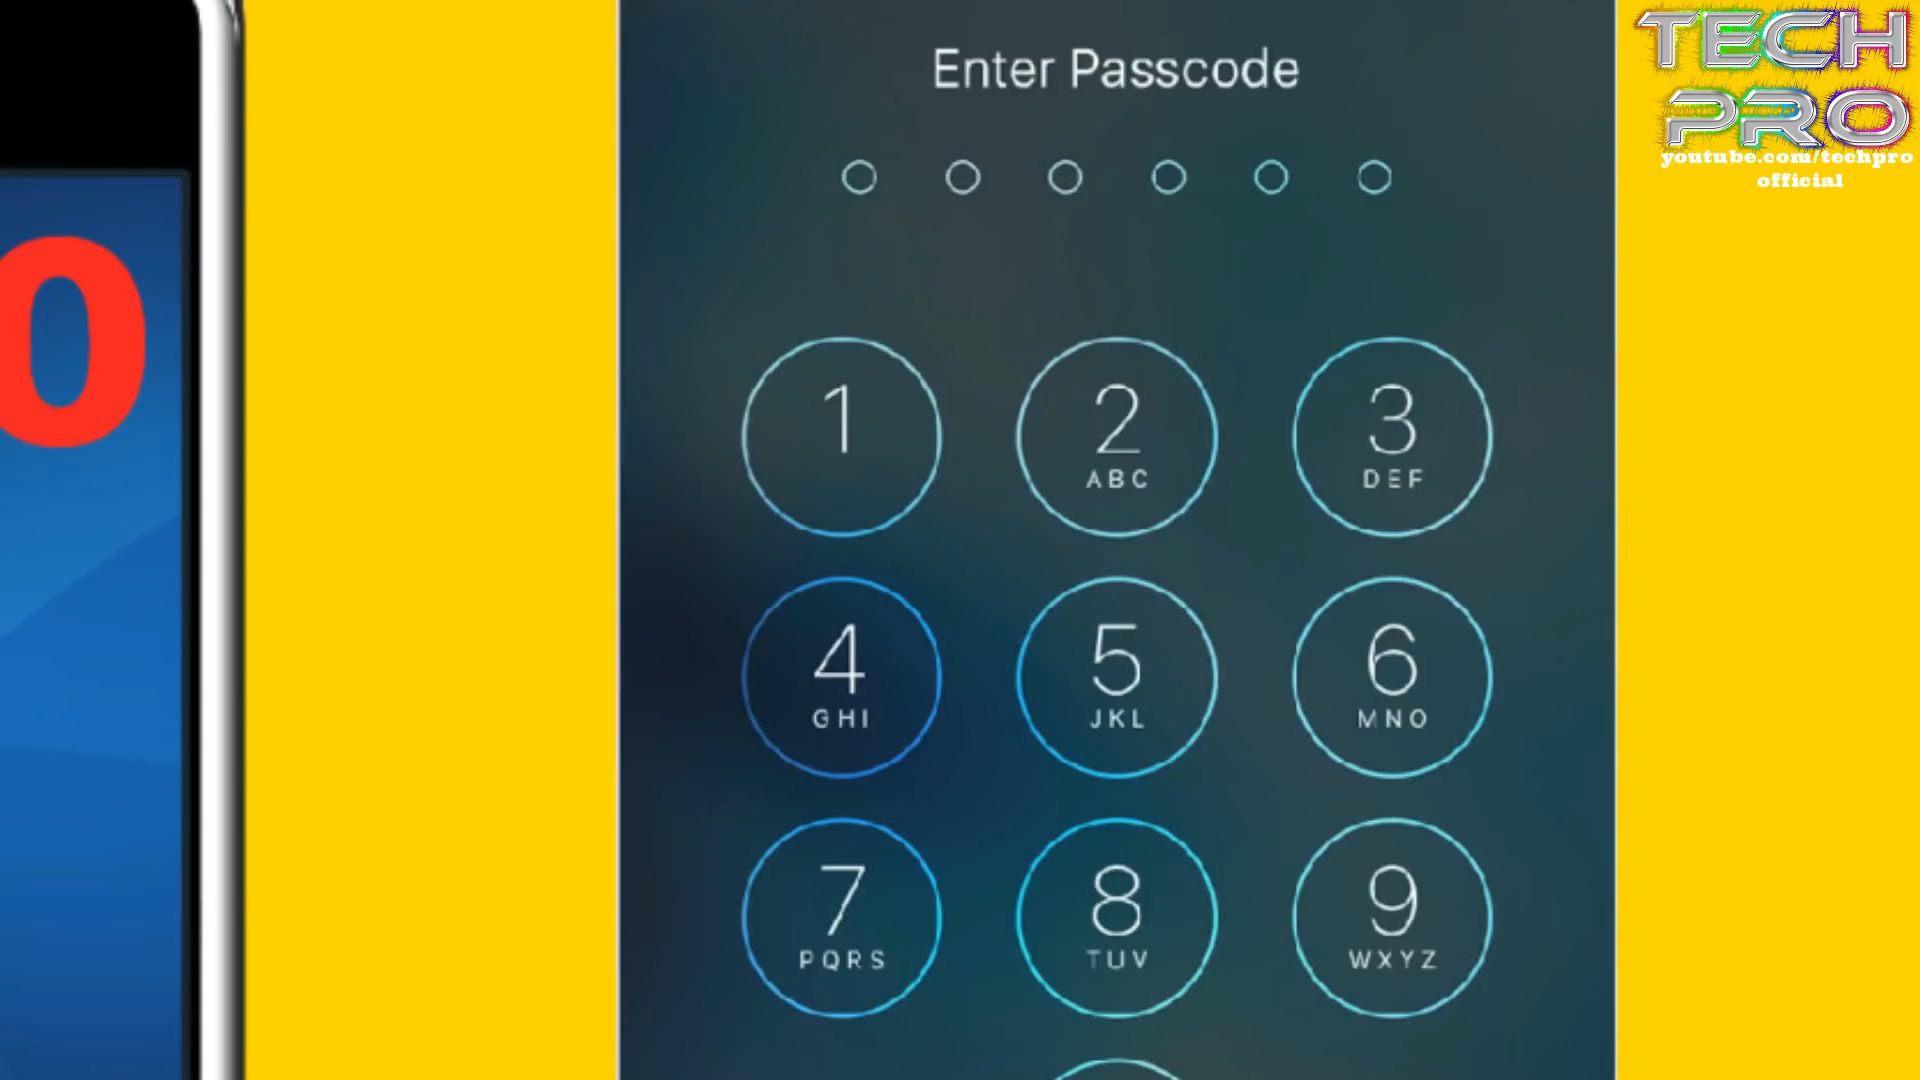 0
Enter Passcode
1
2
ABC
3
DEF
4
GHI
5
JKL
6
MNO
7
PQRS
8
TUV
9
WXYZ
TECH
PRO
youtube.com/techpro
official